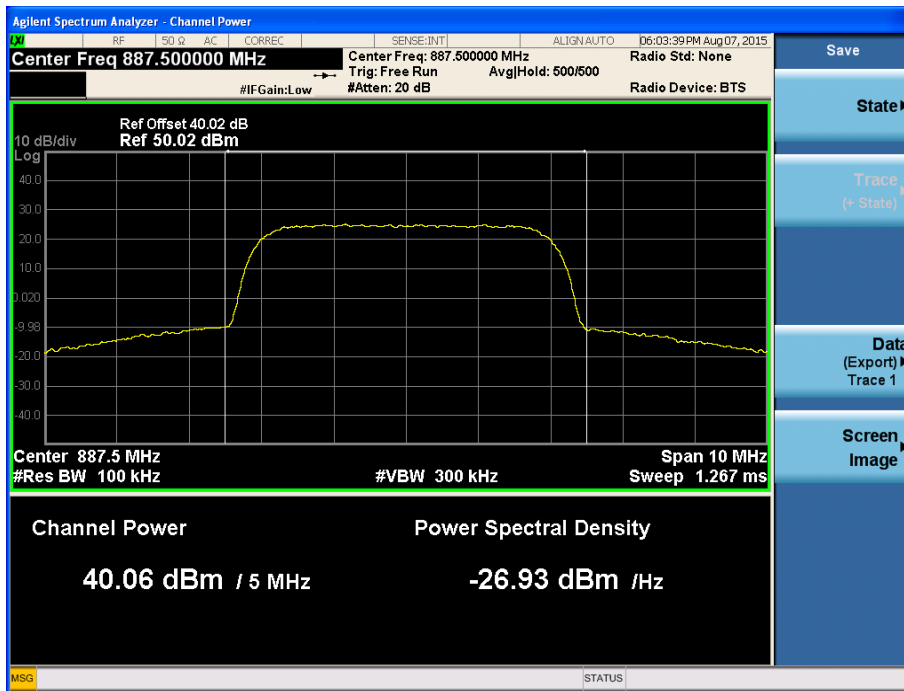 Agilent Spectrum Analyzer - Channel Power
LXI RF 50 Ω AC CORREC SENSE:INT ALIGN AUTO 06:03:39 PM Aug 07, 2015
Center Freq 887.500000 MHz
Center Freq: 887.500000 MHz
Radio Std: None
Trig: Free Run Avg|Hold: 500/500
#IFGain:Low
#Atten: 20 dB
Radio Device: BTS
Ref Offset 40.02 dB
10 dB/div Ref 50.02 dBm
Log
40.0
30.0
20.0
10.0
0.020
-9.98
-20.0
-30.0
-40.0
Center 887.5 MHz Span 10 MHz
#Res BW 100 kHz #VBW 300 kHz Sweep 1.267 ms
Channel Power
Power Spectral Density
40.06 dBm / 5 MHz
-26.93 dBm /Hz
MSG
STATUS
Save
State
Trace
(+ State)
Data
(Export)
Trace 1
Screen
Image